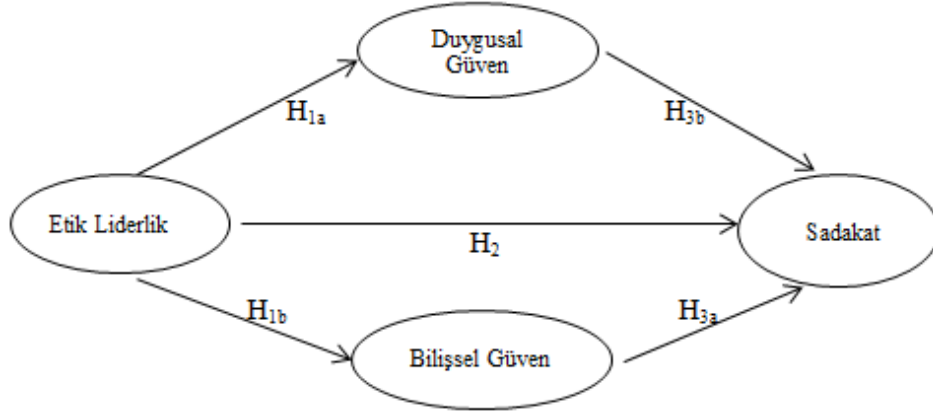 Duygusal
Güven
H1a
H3b
Etik Liderlik
Sadakat
H2
H1b
H3a
Bilişsel Güven